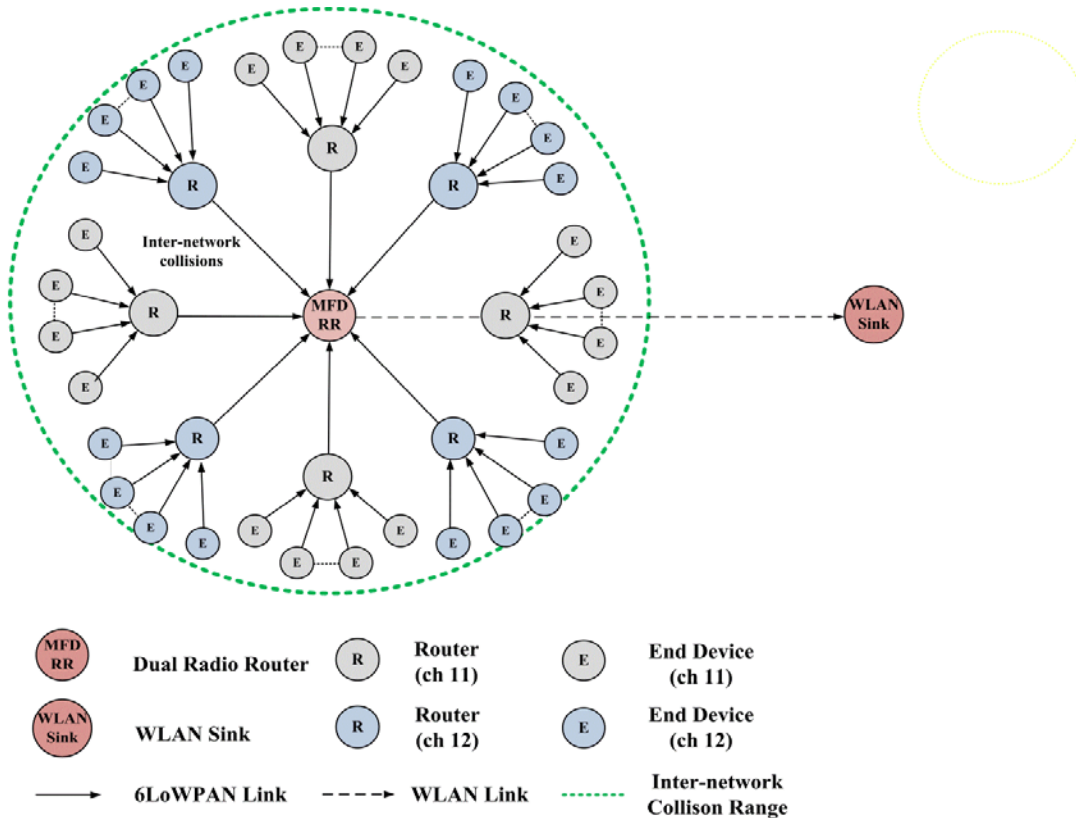 E
E
E
E
E
E
E
E
E
E
E
E
R
R
R
E
E
E
E
Inter-network
collisions
E
E
R
MFD
RR
R
WLAN
Sink
E
E
E
E
E
R
R
E
R
E
E
E
E
E
E
E
E
E
E
E
E
MFD
RR
Dual Radio Router
R
Router
(ch 11)
E
End Device
(ch 11)
WLAN
Sink
WLAN Sink
R
Router
(ch 12)
E
End Device
(ch 12)
6LoWPAN Link
WLAN Link
Inter-network
Collison Range